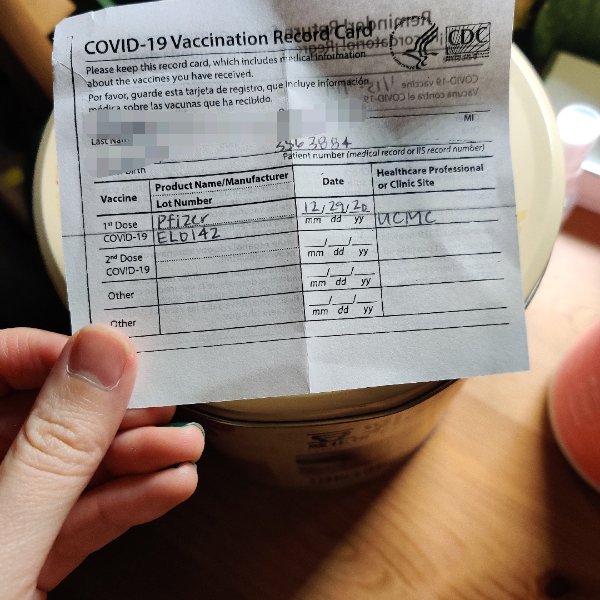 COVID-19 Vaccination Record Card
CDC
Please keep this record card, which includes medical information
about the vaccines you have received.
Por favor, guarde esta tarjeta de registro, que incluye información
médica sobre las vacunas que ha recibido.
Last Name
MI
5563884
Patient number (medical record or IIS record number)
Vaccine
Product Name/Manufacturer
Lot Number
Date
Healthcare Professional
or Clinic Site
1st Dose
COVID-19
Pfizer
EL0142
12/29/20
mm dd yy
UCMC
2nd Dose
COVID-19
mm dd yy
Other
mm dd yy
Other
mm dd yy